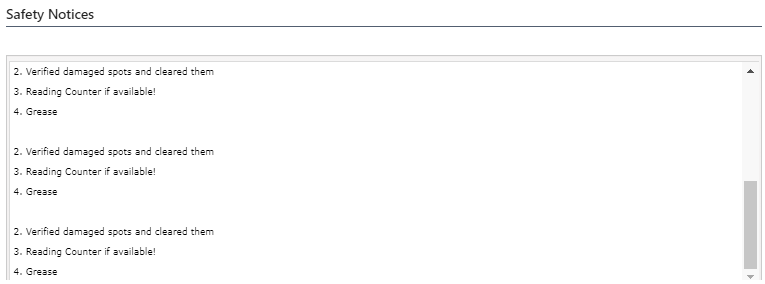 Safety Notices
2. Verified damaged spots and cleared them
3. Reading Counter if available!
4. Grease
2. Verified damaged spots and cleared them
3. Reading Counter if available!
4. Grease
2. Verified damaged spots and cleared them
3. Reading Counter if available!
4. Grease